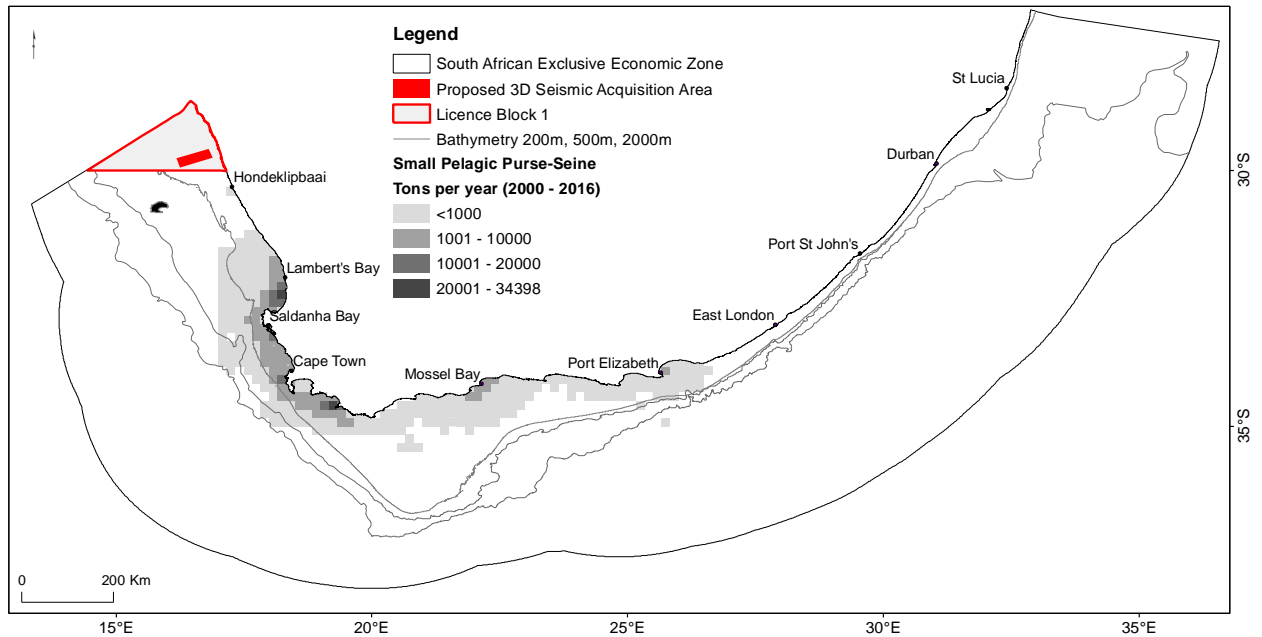 Legend
South African Exclusive Economic Zone
Proposed 3D Seismic Acquisition Area
Licence Block 1
Bathymetry 200m, 500m, 2000m
Small Pelagic Purse-Seine
Tons per year (2000 - 2016)
<1000
1001 - 10000
10001 - 20000
20001 - 34398
St Lucia
Durban
30°S
Hondeklipbaai
Port St John's
Lambert's Bay
Saldanha Bay
East London
Cape Town
Port Elizabeth
Mossel Bay
35°S
0 200 Km
15°E 20°E 25°E 30°E 35°E